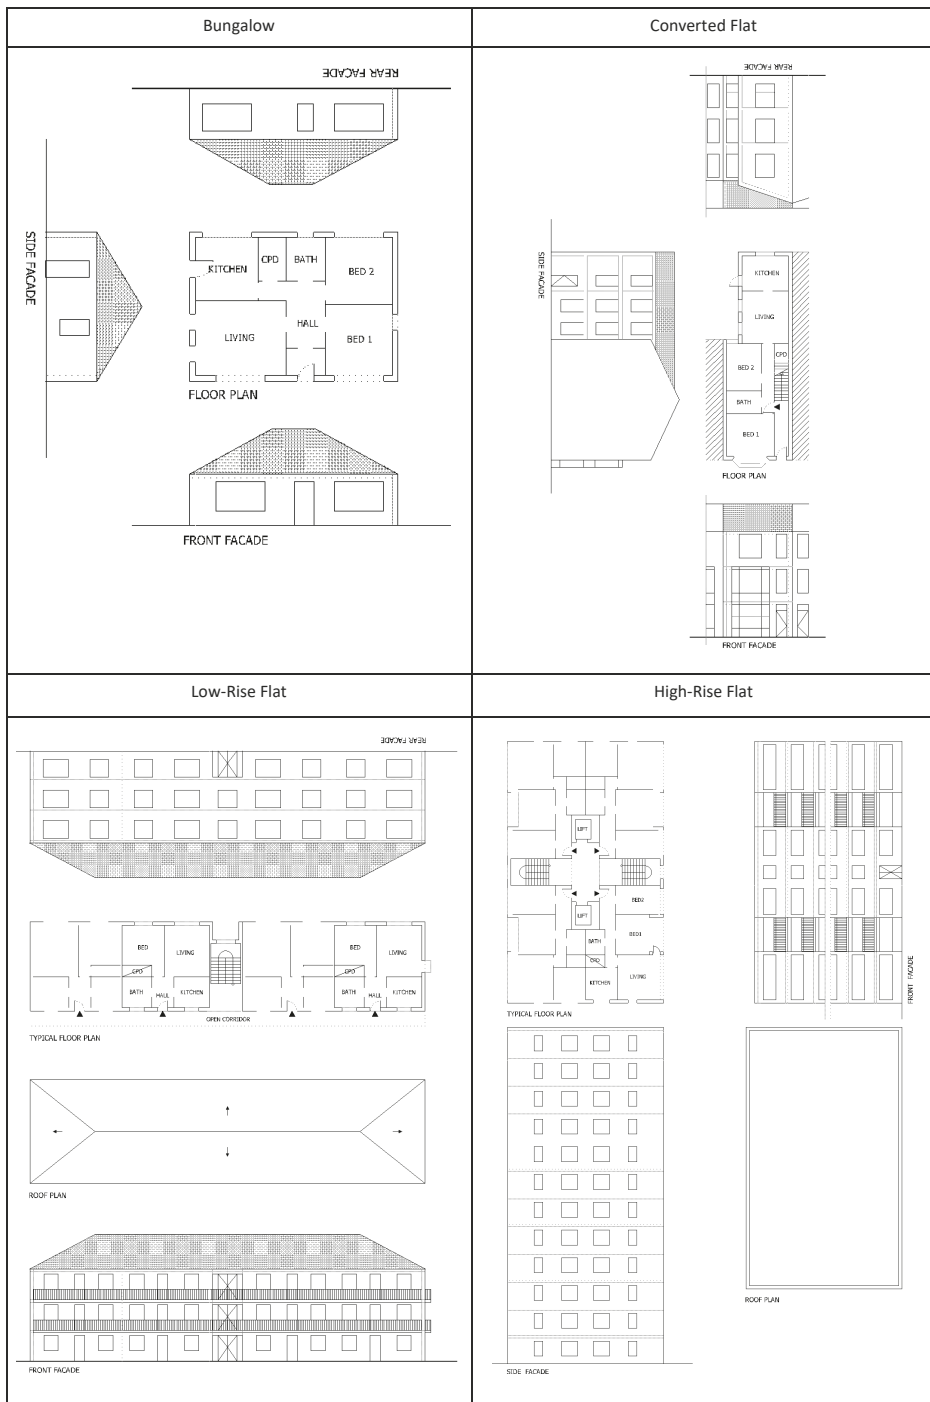 Bungalow
REAR FACADE
SIDE FACADE
KITCHEN
CPD
BATH
BED 2
HALL
LIVING
BED 1
FLOOR PLAN
FRONT FACADE
Converted Flat
REAR FACADE
SIDE FACADE
KITCHEN
LIVING
CPD
BED 2
BATH
BED 1
FLOOR PLAN
FRONT FACADE
Low-Rise Flat
REAR FACADE
BED
LIVING
BED
LIVING
CPD
CPD
BATH
HALL
KITCHEN
BATH
HALL
KITCHEN
OPEN CORRIDOR
TYPICAL FLOOR PLAN
ROOF PLAN
FRONT FACADE
High-Rise Flat
LIFT
BED2
LIFT
BED1
BATH
CPD
LIVING
KITCHEN
TYPICAL FLOOR PLAN
FRONT FACADE
ROOF PLAN
SIDE FACADE